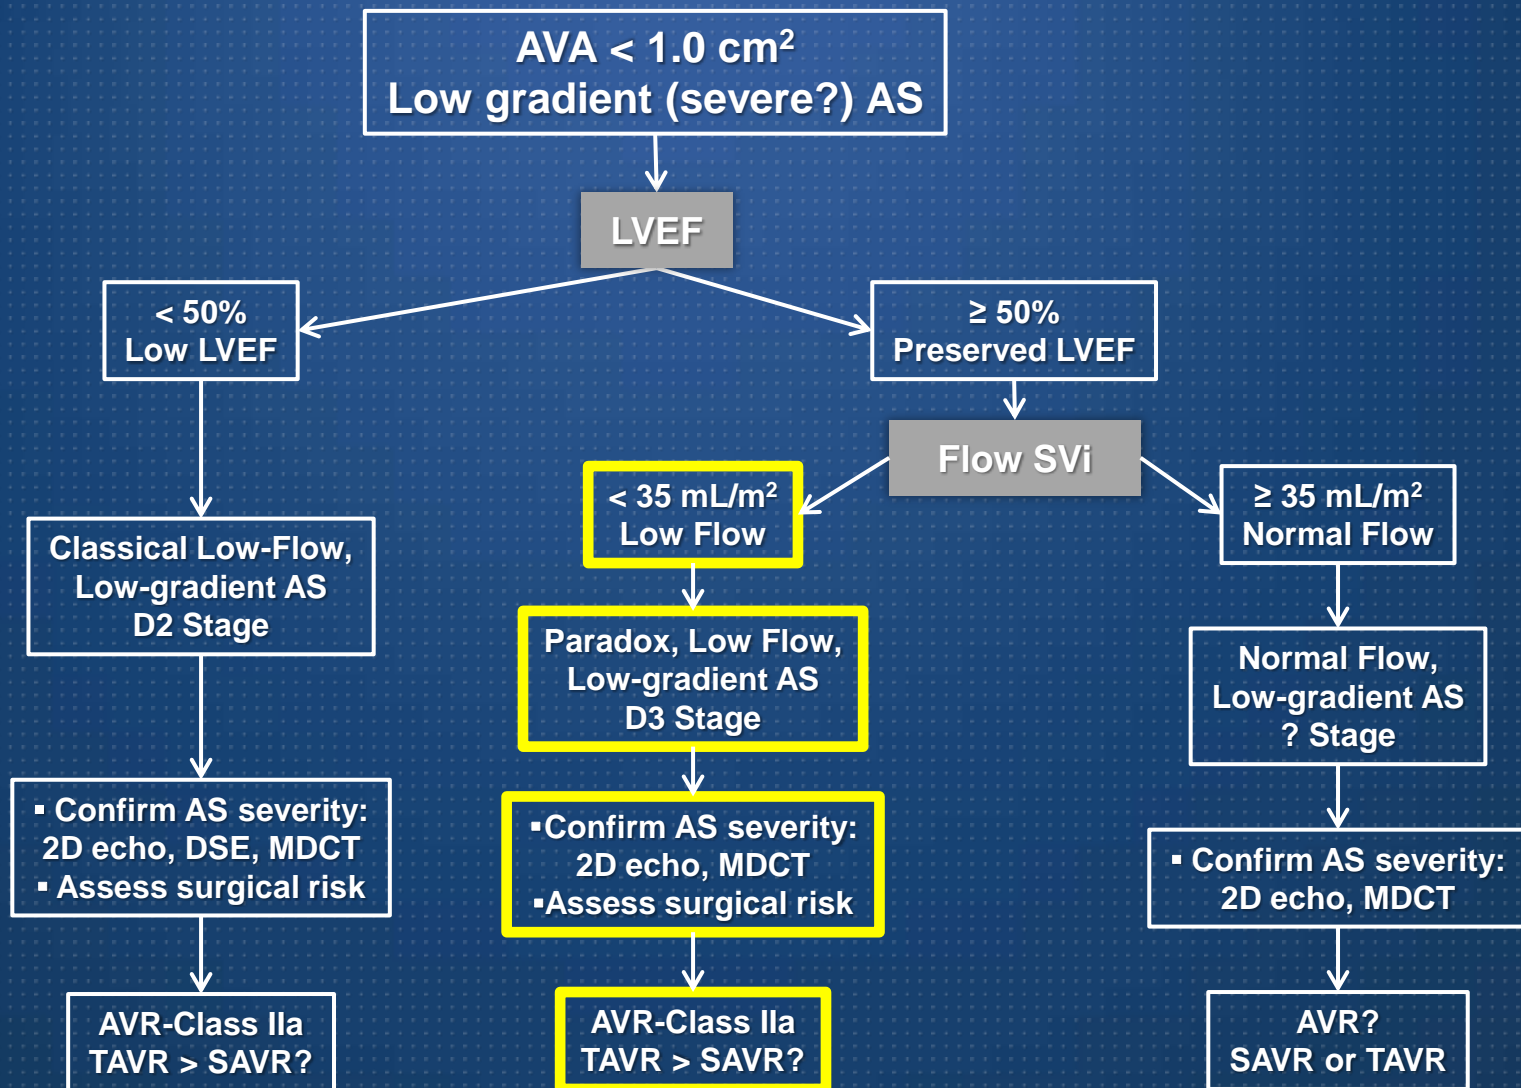 AVA < 1.0 cm²
Low gradient (severe?) AS
LVEF
< 50%
Low LVEF
≥ 50%
Preserved LVEF
Flow SVi
< 35 mL/m²
Low Flow
≥ 35 mL/m²
Normal Flow
Classical Low-Flow,
Low-gradient AS
D2 Stage
Paradox, Low Flow,
Low-gradient AS
D3 Stage
Normal Flow,
Low-gradient AS
? Stage
▪ Confirm AS severity:
2D echo, DSE, MDCT
▪ Assess surgical risk
▪Confirm AS severity:
2D echo, MDCT
▪Assess surgical risk
▪ Confirm AS severity:
2D echo, MDCT
AVR-Class IIa
TAVR > SAVR?
AVR-Class IIa
TAVR > SAVR?
AVR?
SAVR or TAVR